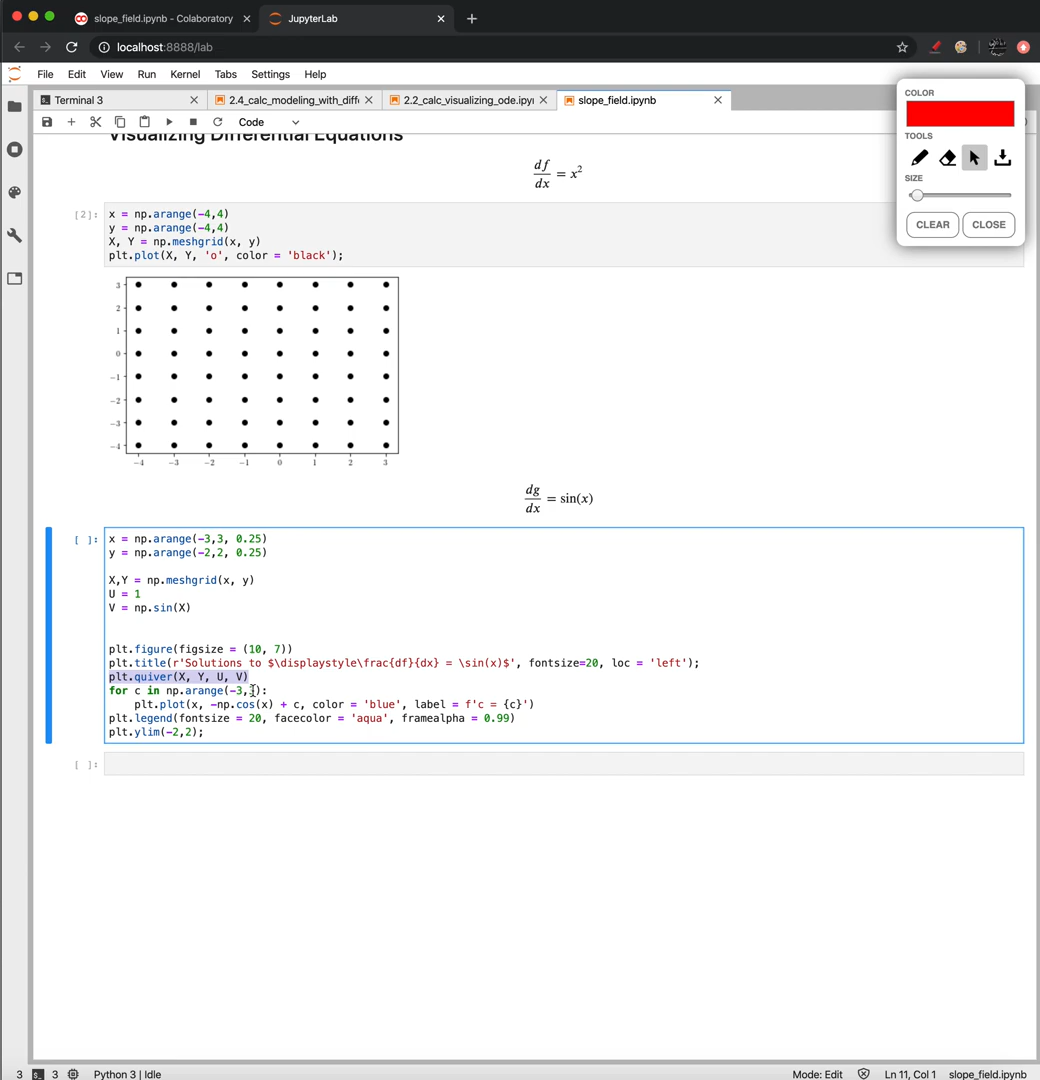 slope_field.ipynb - Colaboratory
JupyterLab
localhost:8888/lab
File Edit View Run Kernel Tabs Settings Help
Terminal 3
2.4_calc_modeling_with_diff
2.2_calc_visualizing_ode.ipyn
slope_field.ipynb
Code
COLOR
TOOLS
SIZE
CLEAR CLOSE
Visualizing Differential Equations
df/dx = x²
[2]:
x = np.arange(-4,4)
y = np.arange(-4,4)
X, Y = np.meshgrid(x, y)
plt.plot(X, Y, 'o', color = 'black');
3
2
1
0
−1
−2
−3
−4
−4 −3 −2 −1 0 1 2 3
dg/dx = sin(x)
[ ]:
x = np.arange(-3,3, 0.25)
y = np.arange(-2,2, 0.25)
X,Y = np.meshgrid(x, y)
U = 1
V = np.sin(X)
plt.figure(figsize = (10, 7))
plt.title(r'Solutions to $\displaystyle\frac{df}{dx} = \sin(x)$', fontsize=20, loc = 'left');
plt.quiver(X, Y, U, V)
for c in np.arange(-3, ):
plt.plot(x, -np.cos(x) + c, color = 'blue', label = f'c = {c}')
plt.legend(fontsize = 20, facecolor = 'aqua', framealpha = 0.99)
plt.ylim(-2,2);
[ ]:
3 3 Python 3 | Idle
Mode: Edit Ln 11, Col 1 slope_field.ipynb